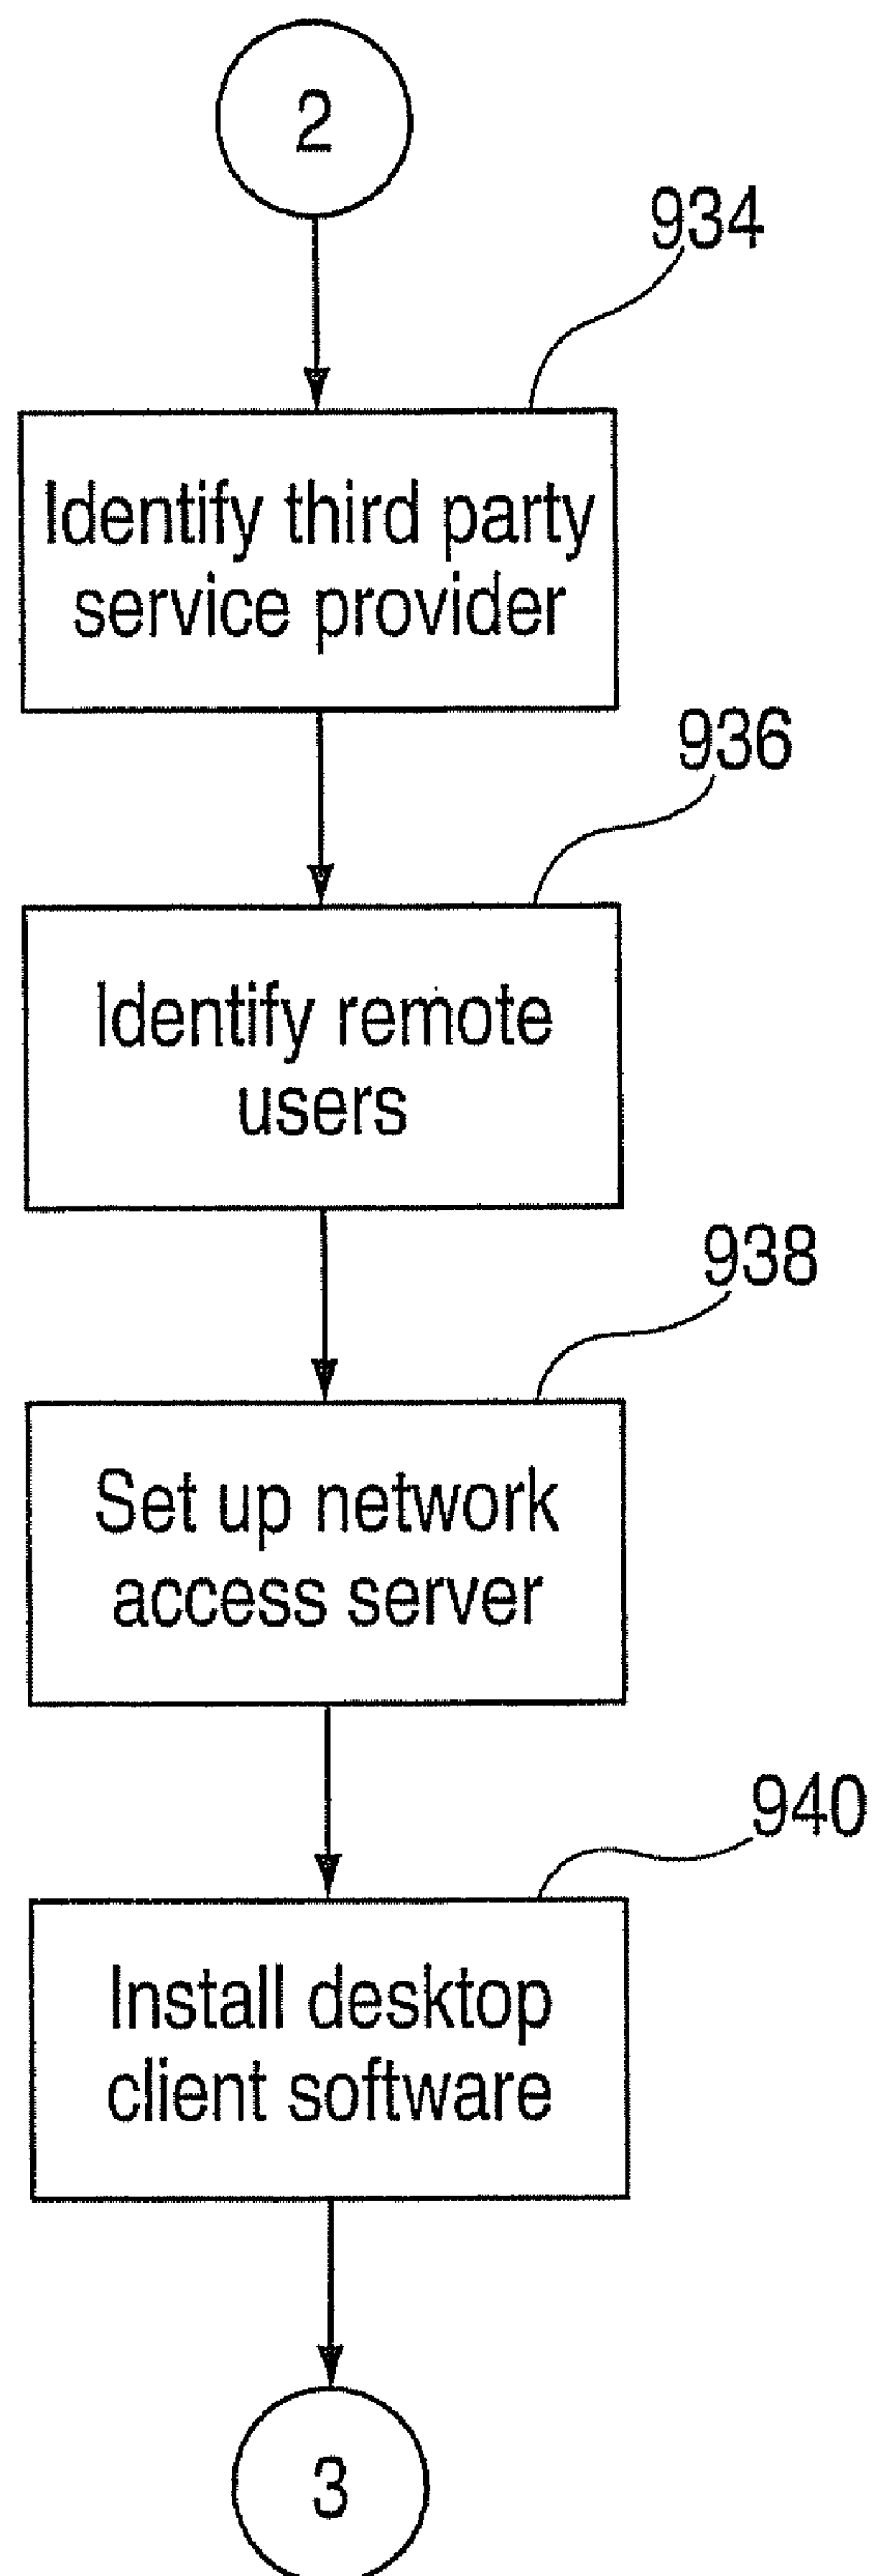 2
934
Identify third party
service provider
936
Identify remote
users
938
Set up network
access server
940
Install desktop
client software
3